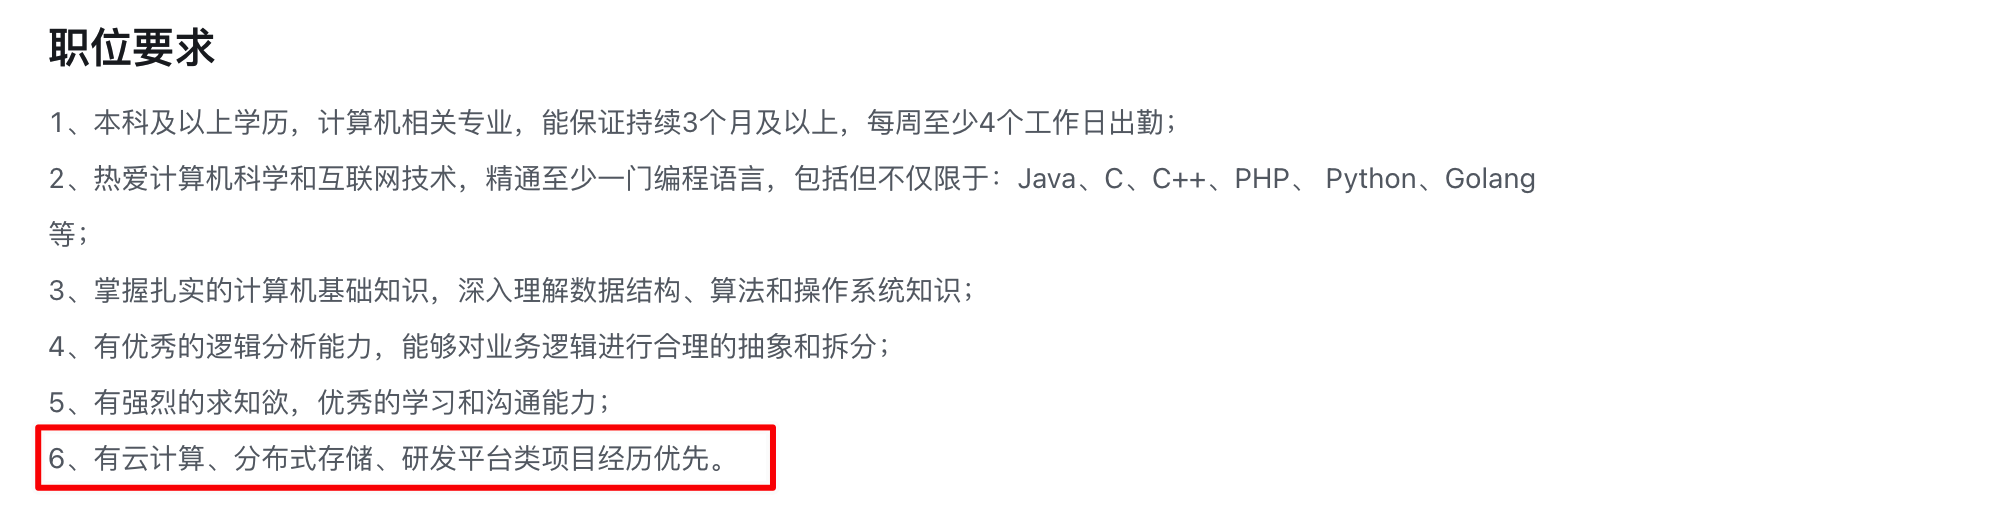 职位要求
1、本科及以上学历，计算机相关专业，能保证持续3个月及以上，每周至少4个工作日出勤；
2、热爱计算机科学和互联网技术，精通至少一门编程语言，包括但不仅限于：Java、C、C++、PHP、 Python、Golang
等；
3、掌握扎实的计算机基础知识，深入理解数据结构、算法和操作系统知识；
4、有优秀的逻辑分析能力，能够对业务逻辑进行合理的抽象和拆分；
5、有强烈的求知欲，优秀的学习和沟通能力；
6、有云计算、分布式存储、研发平台类项目经历优先。